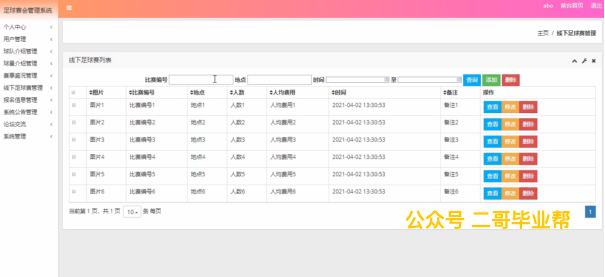 足球赛会管理系统
abo 前台首页 退出
个人中心
用户管理
球队介绍管理
球星介绍管理
赛事盛况管理
线下足球赛管理
报名信息管理
系统公告管理
论坛交流
系统管理
主页 / 线下足球赛管理
线下足球赛列表
比赛编号 地点 时间 至 查询 添加 删除
图片 比赛编号 地点 人数 人均费用 时间 备注 操作
图片1 比赛编号1 地点1 人数1 人均费用1 2021-04-02 13:30:53 备注1 查看 修改 删除
图片2 比赛编号2 地点2 人数2 人均费用2 2021-04-02 13:30:53 备注2 查看 修改 删除
图片3 比赛编号3 地点3 人数3 人均费用3 2021-04-02 13:30:53 备注3 查看 修改 删除
图片4 比赛编号4 地点4 人数4 人均费用4 2021-04-02 13:30:53 备注4 查看 修改 删除
图片5 比赛编号5 地点5 人数5 人均费用5 2021-04-02 13:30:53 备注5 查看 修改 删除
图片6 比赛编号6 地点6 人数6 人均费用6 2021-04-02 13:30:53 备注6 查看 修改 删除
当前第 1 页，共 1 页 10 条 每页 1
公众号 二哥毕业帮